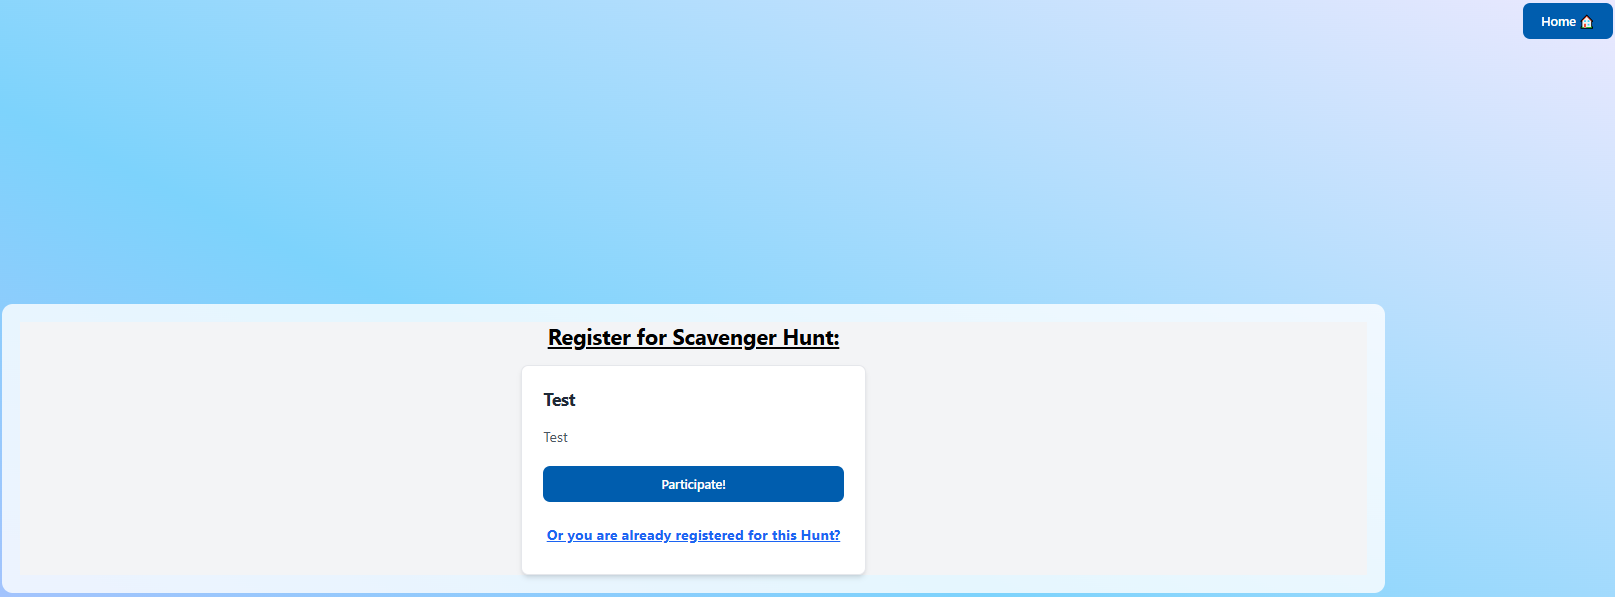 Home 🏠
Register for Scavenger Hunt:
Test
Test
Participate!
Or you are already registered for this Hunt?